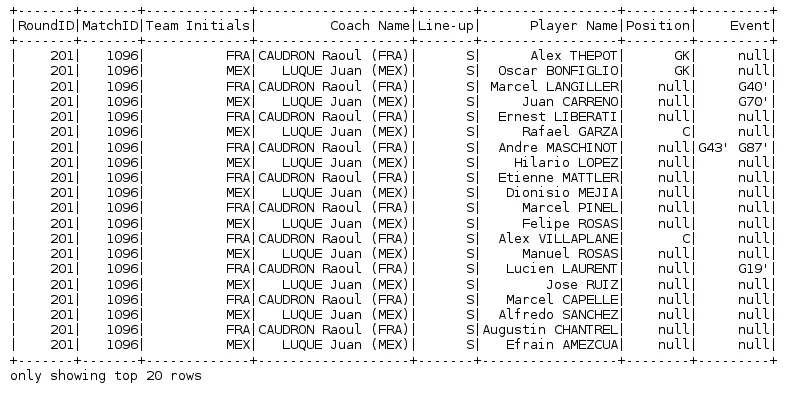 +-------+-------+-------------+-------------------+-------+-----------------+--------+---------+
|RoundID|MatchID|Team Initials|         Coach Name|Line-up|      Player Name|Position|    Event|
+-------+-------+-------------+-------------------+-------+-----------------+--------+---------+
|    201|   1096|          FRA|CAUDRON Raoul (FRA)|      S|      Alex THEPOT|      GK|     null|
|    201|   1096|          MEX|   LUQUE Juan (MEX)|      S|  Oscar BONFIGLIO|      GK|     null|
|    201|   1096|          FRA|CAUDRON Raoul (FRA)|      S| Marcel LANGILLER|    null|     G40'|
|    201|   1096|          MEX|   LUQUE Juan (MEX)|      S|     Juan CARRENO|    null|     G70'|
|    201|   1096|          FRA|CAUDRON Raoul (FRA)|      S|  Ernest LIBERATI|    null|     null|
|    201|   1096|          MEX|   LUQUE Juan (MEX)|      S|     Rafael GARZA|       C|     null|
|    201|   1096|          FRA|CAUDRON Raoul (FRA)|      S|  Andre MASCHINOT|    null|G43' G87'|
|    201|   1096|          MEX|   LUQUE Juan (MEX)|      S|    Hilario LOPEZ|    null|     null|
|    201|   1096|          FRA|CAUDRON Raoul (FRA)|      S|  Etienne MATTLER|    null|     null|
|    201|   1096|          MEX|   LUQUE Juan (MEX)|      S|   Dionisio MEJIA|    null|     null|
|    201|   1096|          FRA|CAUDRON Raoul (FRA)|      S|     Marcel PINEL|    null|     null|
|    201|   1096|          MEX|   LUQUE Juan (MEX)|      S|     Felipe ROSAS|    null|     null|
|    201|   1096|          FRA|CAUDRON Raoul (FRA)|      S|  Alex VILLAPLANE|       C|     null|
|    201|   1096|          MEX|   LUQUE Juan (MEX)|      S|     Manuel ROSAS|    null|     null|
|    201|   1096|          FRA|CAUDRON Raoul (FRA)|      S|   Lucien LAURENT|    null|     G19'|
|    201|   1096|          MEX|   LUQUE Juan (MEX)|      S|        Jose RUIZ|    null|     null|
|    201|   1096|          FRA|CAUDRON Raoul (FRA)|      S|   Marcel CAPELLE|    null|     null|
|    201|   1096|          MEX|   LUQUE Juan (MEX)|      S|  Alfredo SANCHEZ|    null|     null|
|    201|   1096|          FRA|CAUDRON Raoul (FRA)|      S|Augustin CHANTREL|    null|     null|
|    201|   1096|          MEX|   LUQUE Juan (MEX)|      S|   Efrain AMEZCUA|    null|     null|
+-------+-------+-------------+-------------------+-------+-----------------+--------+---------+
only showing top 20 rows